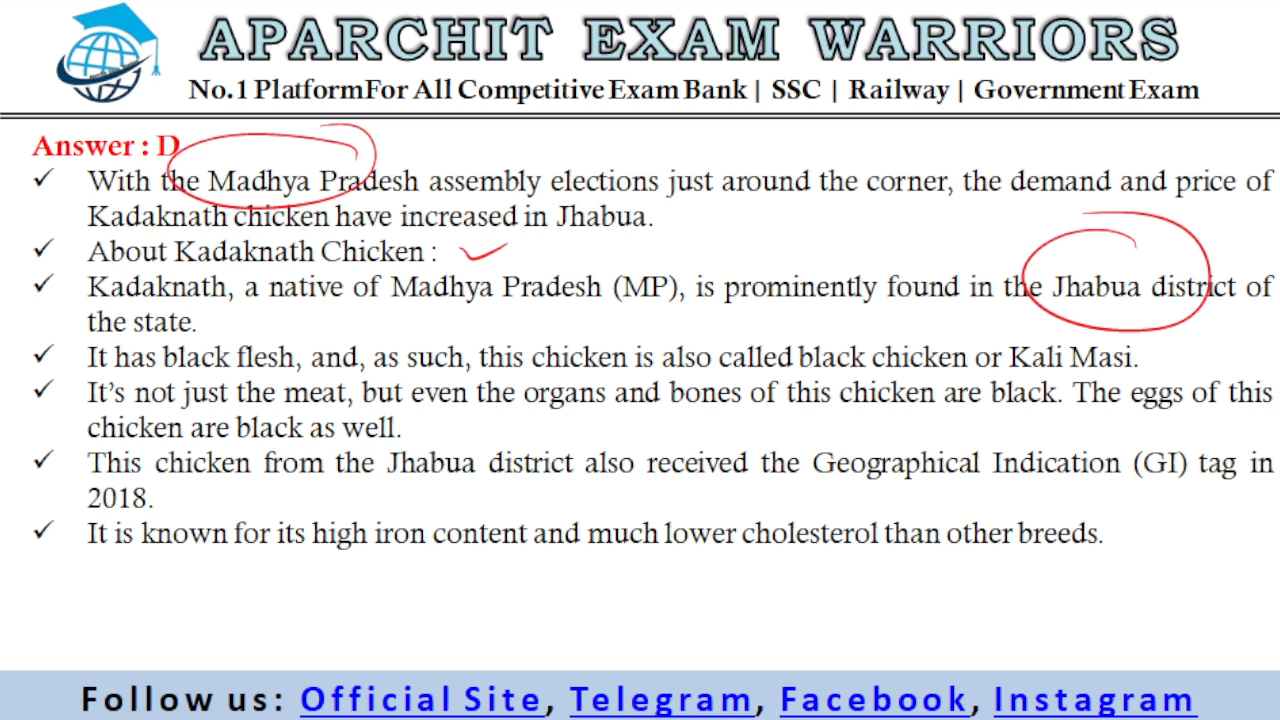 APARCHIT EXAM WARRIORS
No.1 PlatformFor All Competitive Exam Bank | SSC | Railway | Government Exam
Answer : D
✓ With the Madhya Pradesh assembly elections just around the corner, the demand and price of
Kadaknath chicken have increased in Jhabua.
✓ About Kadaknath Chicken :
✓ Kadaknath, a native of Madhya Pradesh (MP), is prominently found in the Jhabua district of
the state.
✓ It has black flesh, and, as such, this chicken is also called black chicken or Kali Masi.
✓ It’s not just the meat, but even the organs and bones of this chicken are black. The eggs of this
chicken are black as well.
✓ This chicken from the Jhabua district also received the Geographical Indication (GI) tag in
2018.
✓ It is known for its high iron content and much lower cholesterol than other breeds.
Follow us: Official Site, Telegram, Facebook, Instagram